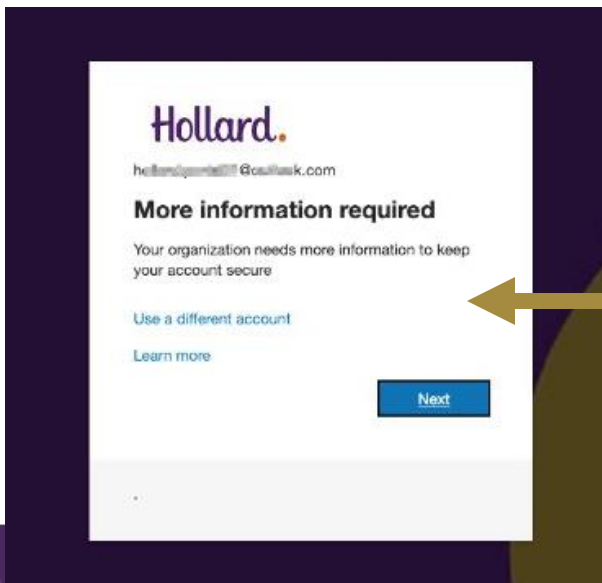 Hollard.
More information required
Your organization needs more information to keep
your account secure
Use a different account
Learn more
Next